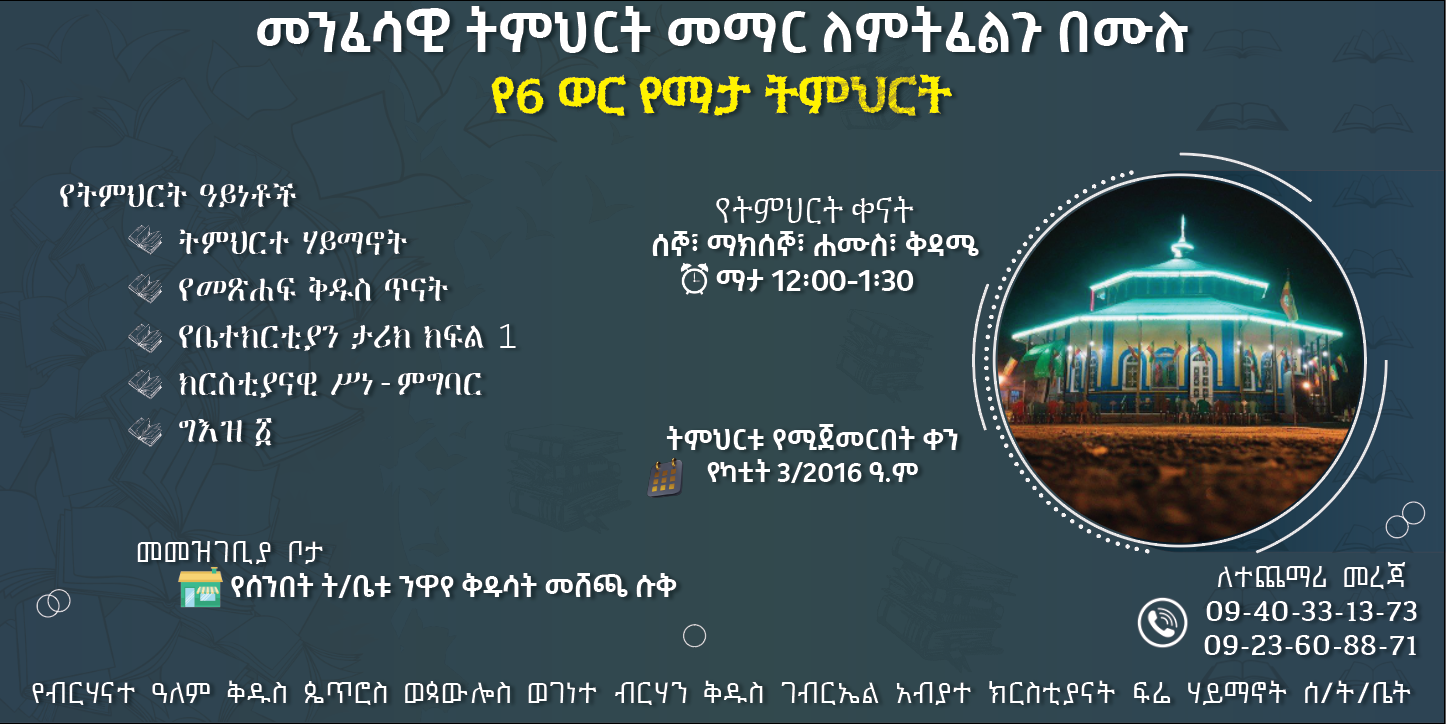 መንፈሳዊ ትምህርት መማር ለምትፈልጉ በሙሉ
የ6 ወር የማታ ትምህርት
የትምህርት ዓይነቶች
ትምህርተ ሃይማኖት
የመጽሐፍ ቅዱስ ጥናት
የቤተክርቲያን ታሪክ ክፍል 1
ክርስቲያናዊ ሥነ-ምግባር
ግእዝ ፩
የትምህርት ቀናት
ሰኞ፣ ማክሰኞ፣ ሐሙስ፣ ቅዳሜ
ማታ 12፡00-1፡30
ትምህርቱ የሚጀመርበት ቀን
የካቲት 3/2016 ዓ.ም
መመዝገቢያ ቦታ
የሰንበት ት/ቤቱ ንዋየ ቅዱሳት መሸጫ ሱቅ
ለተጨማሪ መረጃ
09-40-33-13-73
09-23-60-88-71
የብርሃናተ ዓለም ቅዱስ ጴጥሮስ ወጳውሎስ ወገነተ ብርሃን ቅዱስ ገብርኤል አብያተ ክርስቲያናት ፍሬ ሃይማኖት ሰ/ት/ቤት